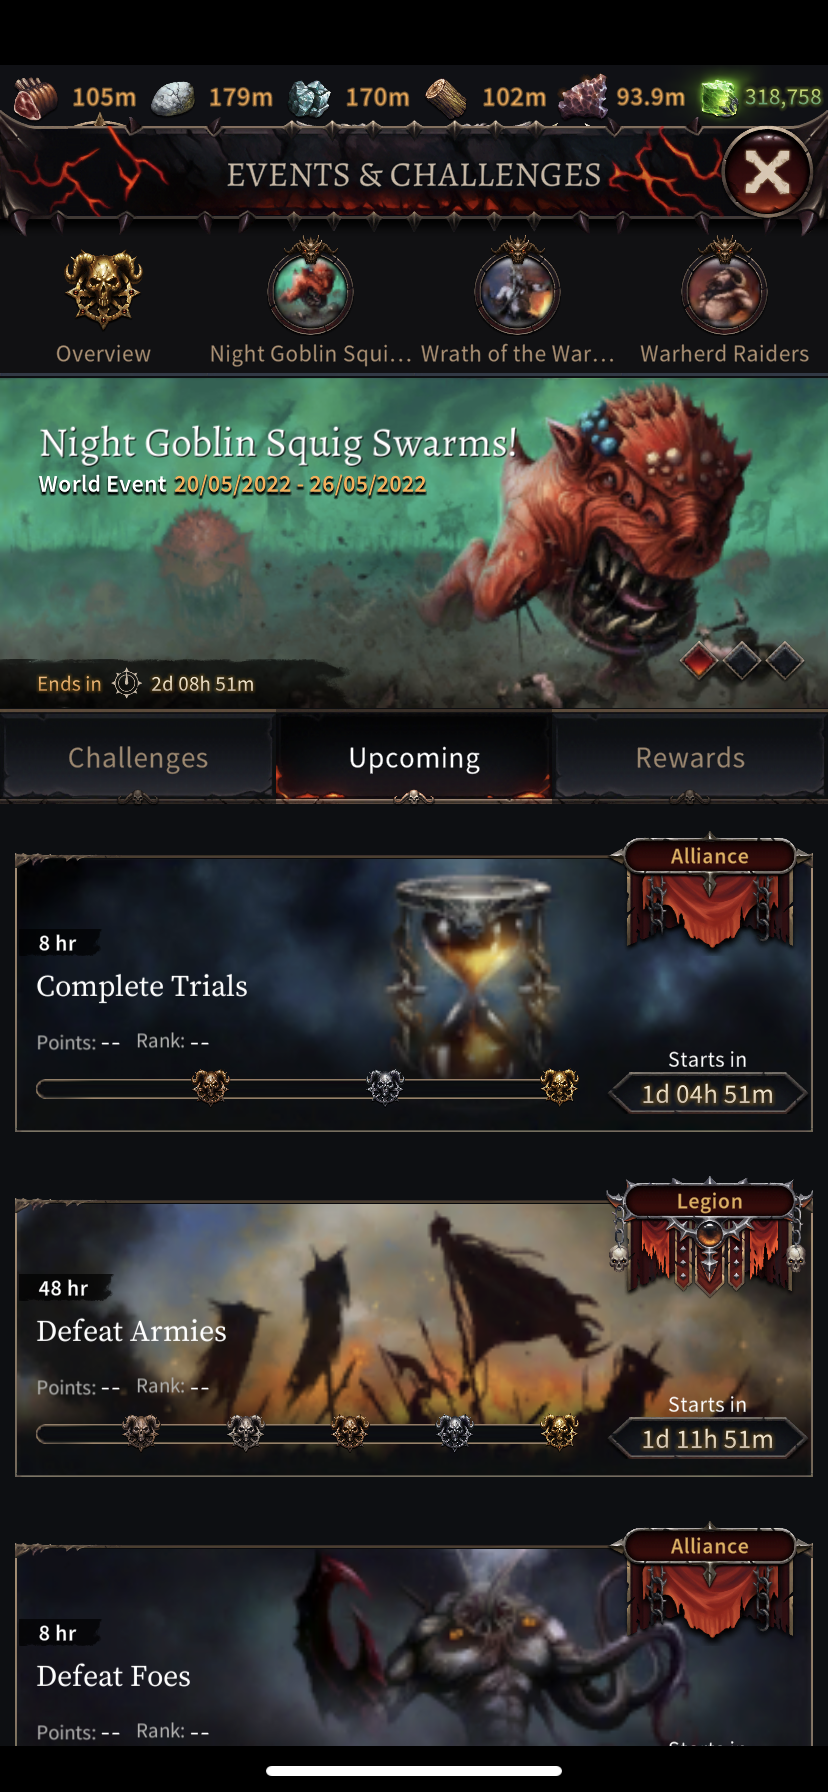 105m 179m 170m 102m 93.9m 318,758
EVENTS & CHALLENGES
Overview Night Goblin Squi... Wrath of the War... Warherd Raiders
Night Goblin Squig Swarms!
World Event 20/05/2022 - 26/05/2022
Ends in 2d 08h 51m
Challenges Upcoming Rewards
Alliance
8 hr
Complete Trials
Points: -- Rank: --
Starts in
1d 04h 51m
Legion
48 hr
Defeat Armies
Points: -- Rank: --
Starts in
1d 11h 51m
Alliance
8 hr
Defeat Foes
Points: -- Rank: --